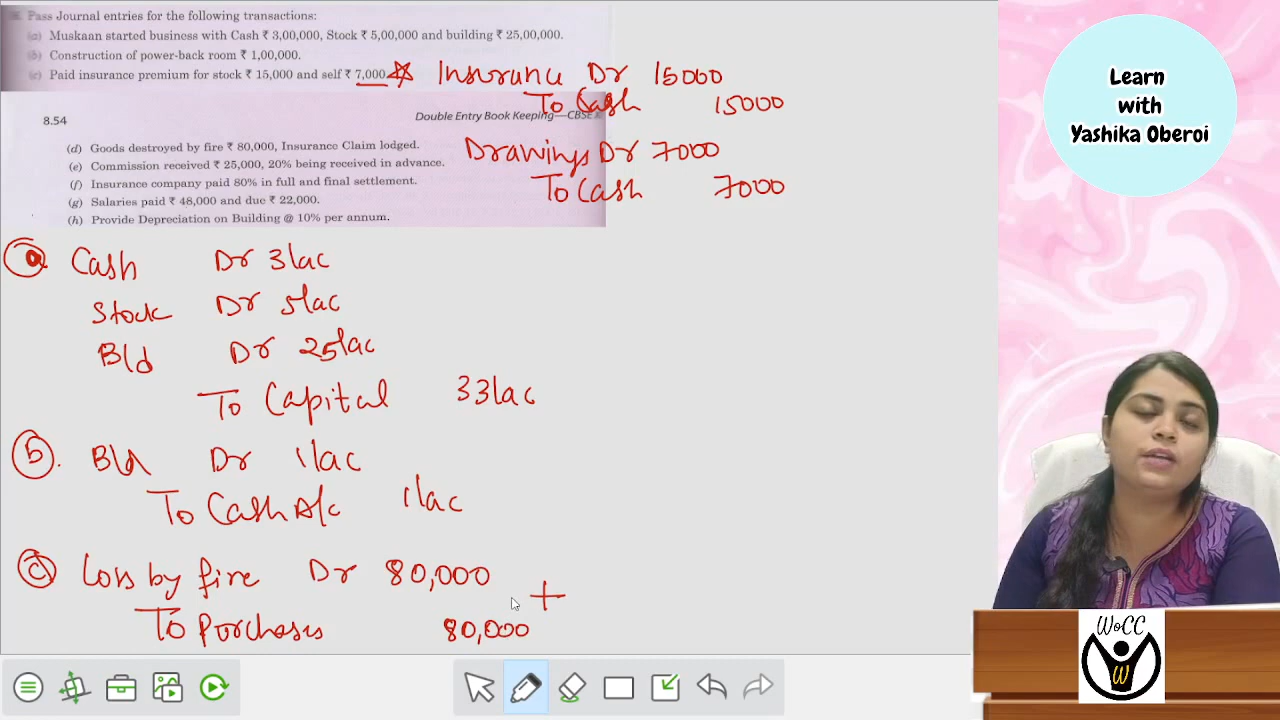 Pass Journal entries for the following transactions:
(a) Muskaan started business with Cash ₹ 3,00,000, Stock ₹ 5,00,000 and building ₹ 25,00,000.
(b) Construction of power-back room ₹ 1,00,000.
(c) Paid insurance premium for stock ₹ 15,000 and self ₹ 7,000
Insurance Dr 15000
To Cash 15000
8.54
Double Entry Book Keeping—CBSE
(d) Goods destroyed by fire ₹ 80,000, Insurance Claim lodged.
(e) Commission received ₹ 25,000, 20% being received in advance.
(f) Insurance company paid 80% in full and final settlement.
(g) Salaries paid ₹ 48,000 and due ₹ 22,000.
(h) Provide Depreciation on Building @ 10% per annum.
Drawings Dr 7000
To Cash 7000
a Cash Dr 3lac
Stock Dr 5lac
Bld Dr 25lac
To Capital 33lac
b. Bld Dr 1lac
To Cash A/c 1lac
d Loss by fire Dr 80,000 +
To Purchases 80,000
Learn
with
Yashika Oberoi
WoCC
W